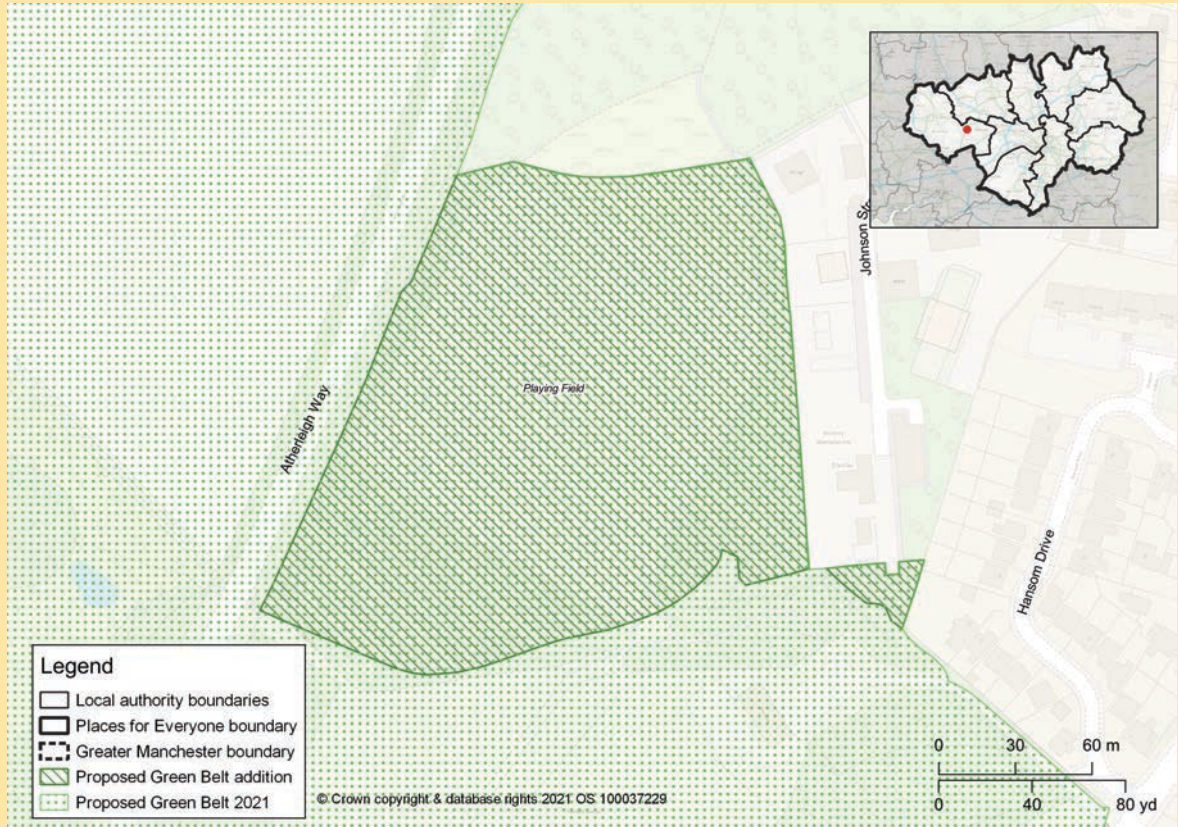 Johnson S
Playing Field
Atherleigh Way
Hansom Drive
Legend
Local authority boundaries
Places for Everyone boundary
Greater Manchester boundary
Proposed Green Belt addition
Proposed Green Belt 2021
© Crown copyright & database rights 2021 OS 100037229
0 30 60 m
0 40 80 yd